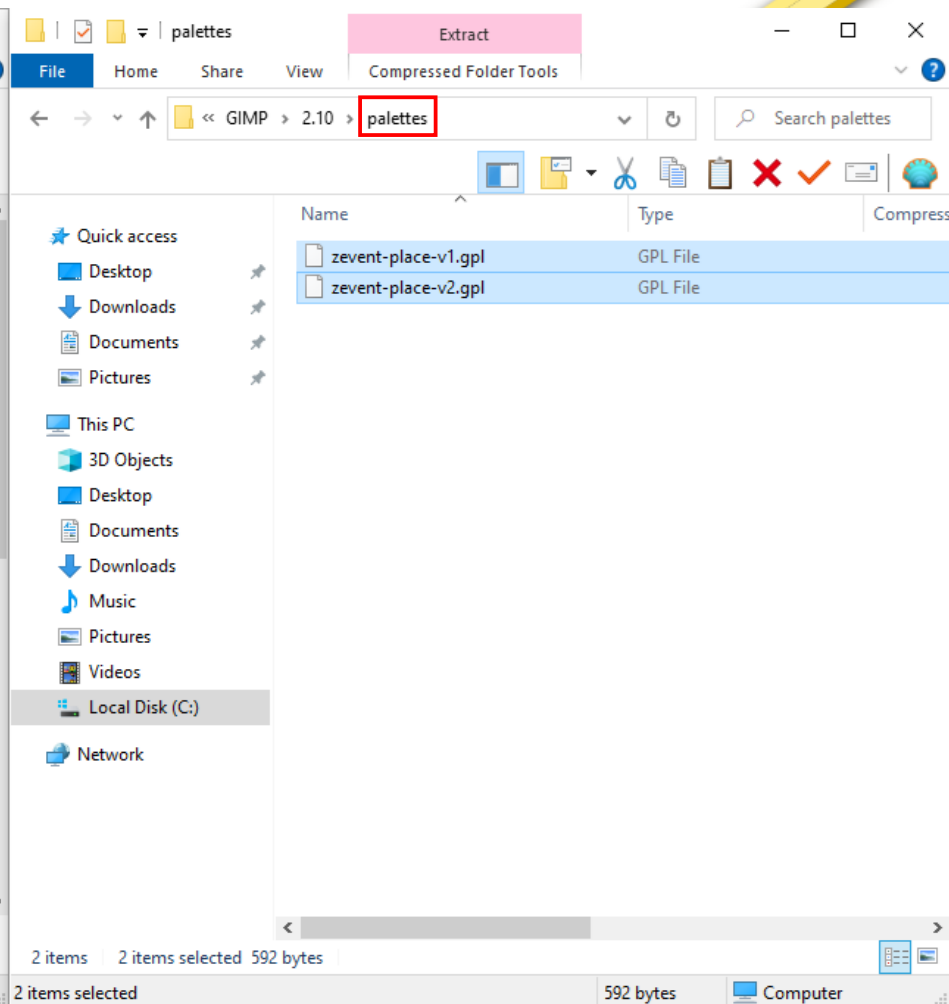 palettes
Extract
File Home Share View Compressed Folder Tools
?
« GIMP > 2.10 > palettes
Search palettes
Name Type Compress
Quick access
Desktop
Downloads
Documents
Pictures
This PC
3D Objects
Desktop
Documents
Downloads
Music
Pictures
Videos
Local Disk (C:)
Network
zevent-place-v1.gpl GPL File
zevent-place-v2.gpl GPL File
2 items 2 items selected 592 bytes
2 items selected 592 bytes Computer